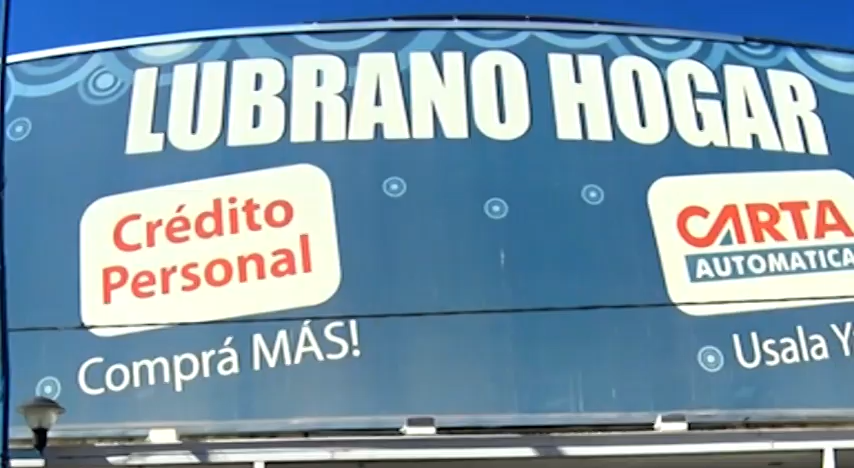 LUBRANO HOGAR
Crédito
Personal
Comprá MÁS!
CARTA
AUTOMATICA
Usala